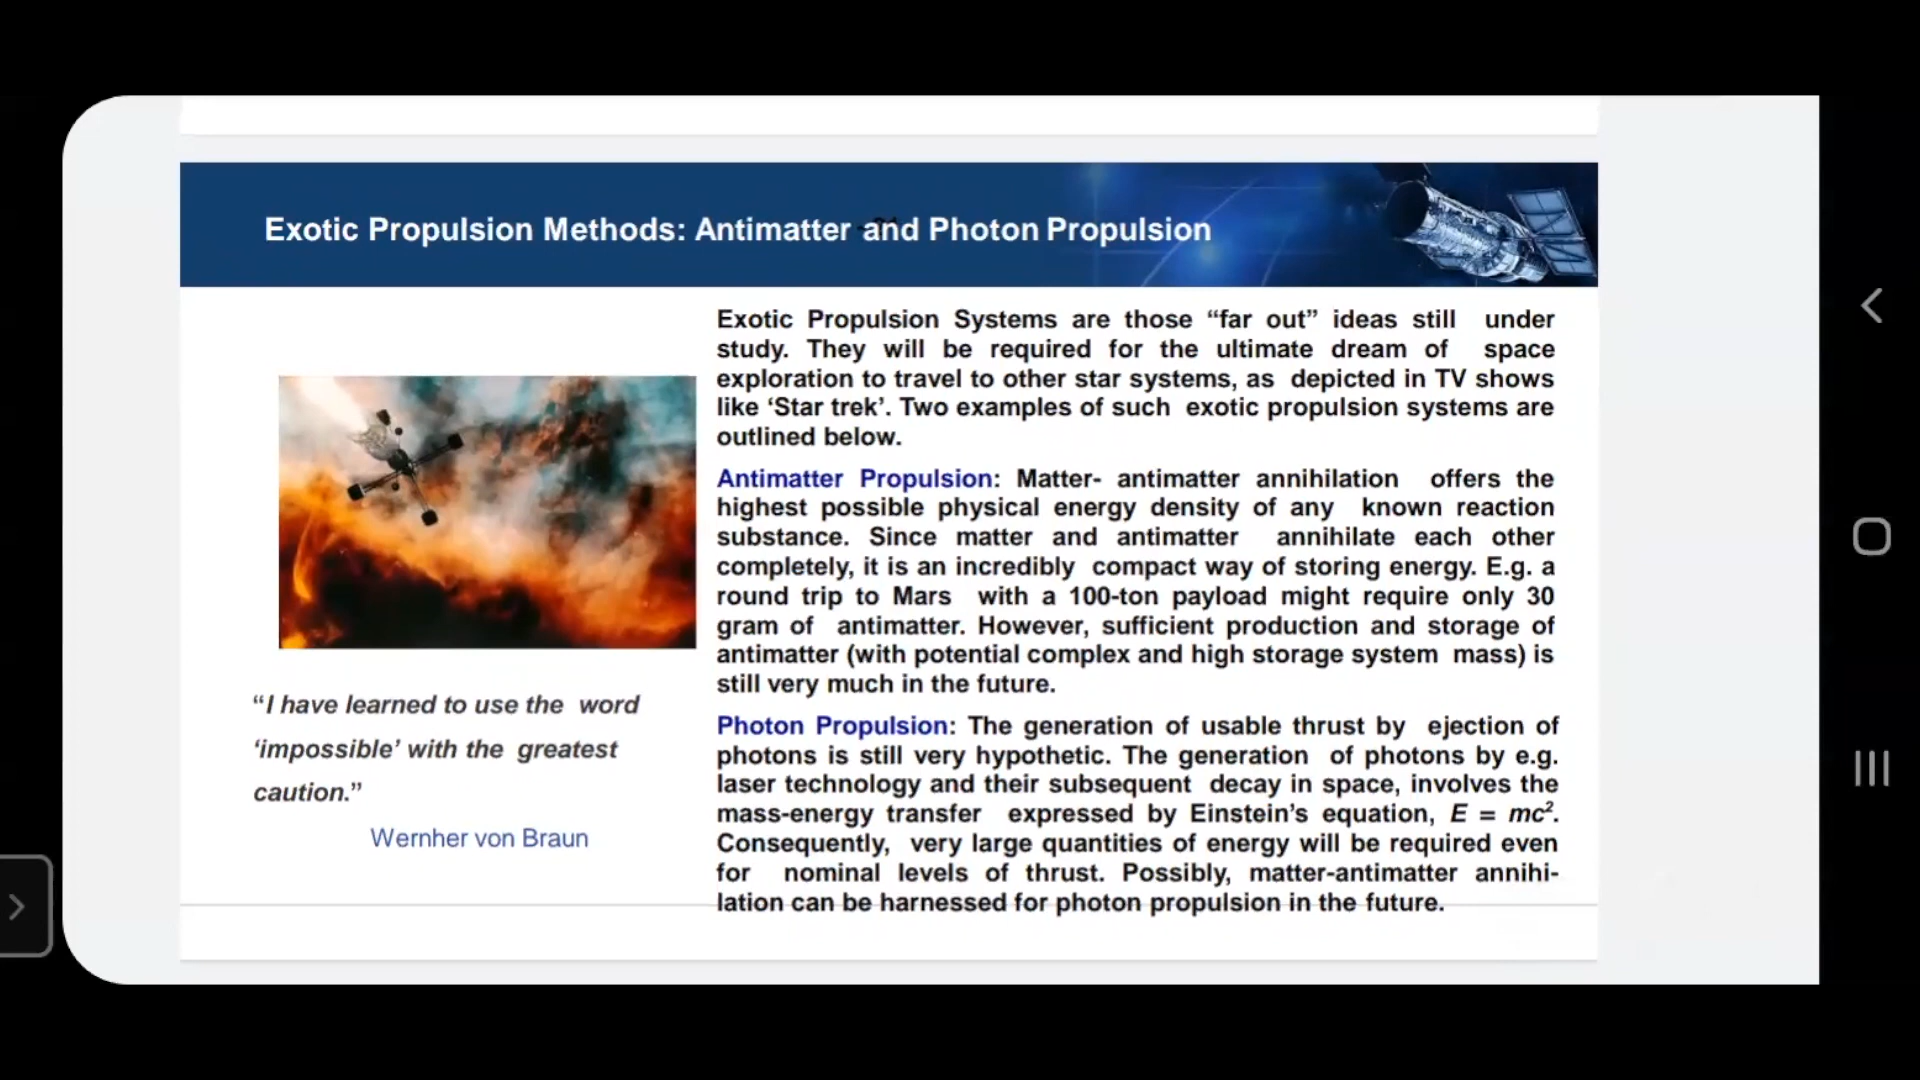 Exotic Propulsion Methods: Antimatter and Photon Propulsion
Exotic Propulsion Systems are those “far out” ideas still under
study. They will be required for the ultimate dream of space
exploration to travel to other star systems, as depicted in TV shows
like ‘Star trek’. Two examples of such exotic propulsion systems are
outlined below.
Antimatter Propulsion: Matter- antimatter annihilation offers the
highest possible physical energy density of any known reaction
substance. Since matter and antimatter annihilate each other
completely, it is an incredibly compact way of storing energy. E.g. a
round trip to Mars with a 100-ton payload might require only 30
gram of antimatter. However, sufficient production and storage of
antimatter (with potential complex and high storage system mass) is
still very much in the future.
Photon Propulsion: The generation of usable thrust by ejection of
photons is still very hypothetic. The generation of photons by e.g.
laser technology and their subsequent decay in space, involves the
mass-energy transfer expressed by Einstein’s equation, E = mc².
Consequently, very large quantities of energy will be required even
for nominal levels of thrust. Possibly, matter-antimatter annihi-
lation can be harnessed for photon propulsion in the future.
“I have learned to use the word
‘impossible’ with the greatest
caution.”
Wernher von Braun